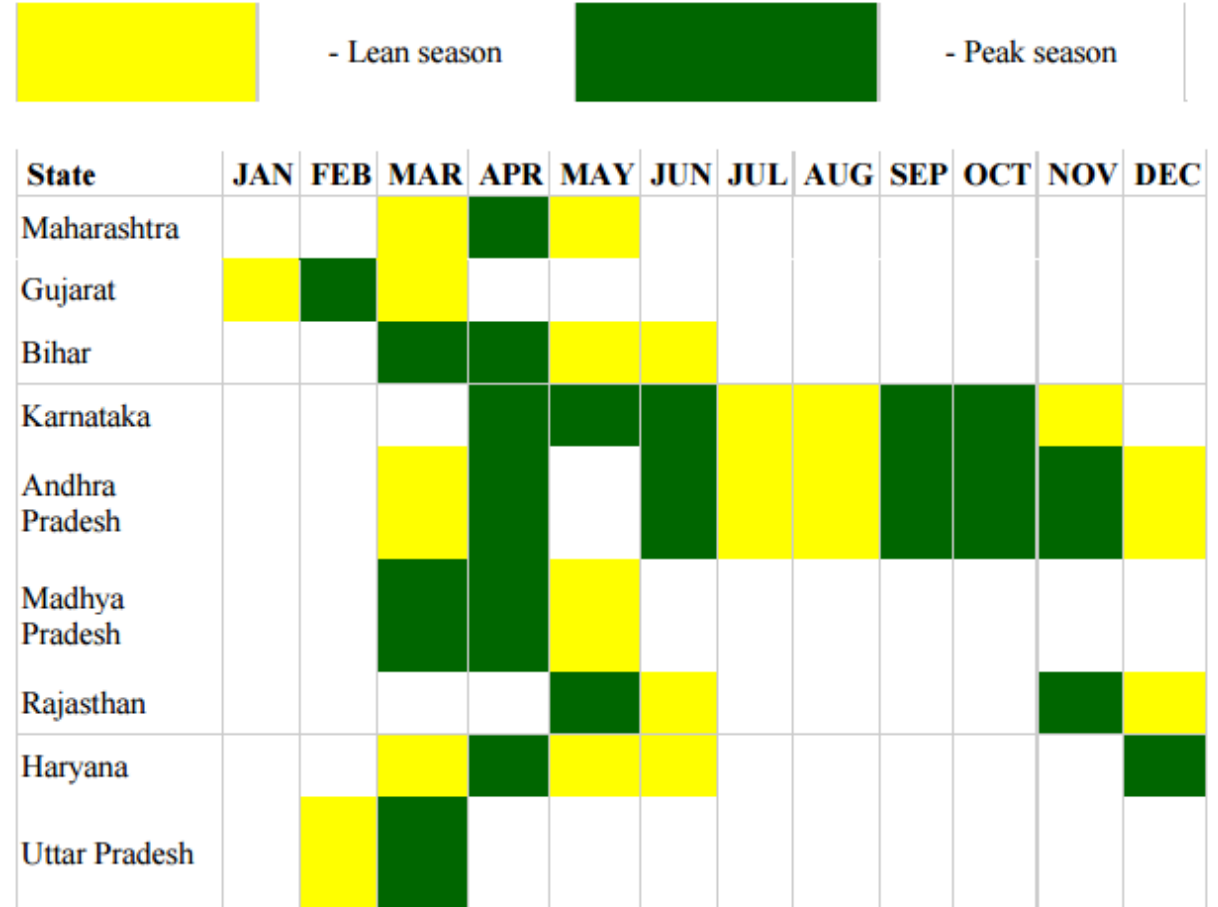 - Lean season - Peak season
State JAN FEB MAR APR MAY JUN JUL AUG SEP OCT NOV DEC
Maharashtra
Gujarat
Bihar
Karnataka
Andhra
Pradesh
Madhya
Pradesh
Rajasthan
Haryana
Uttar Pradesh